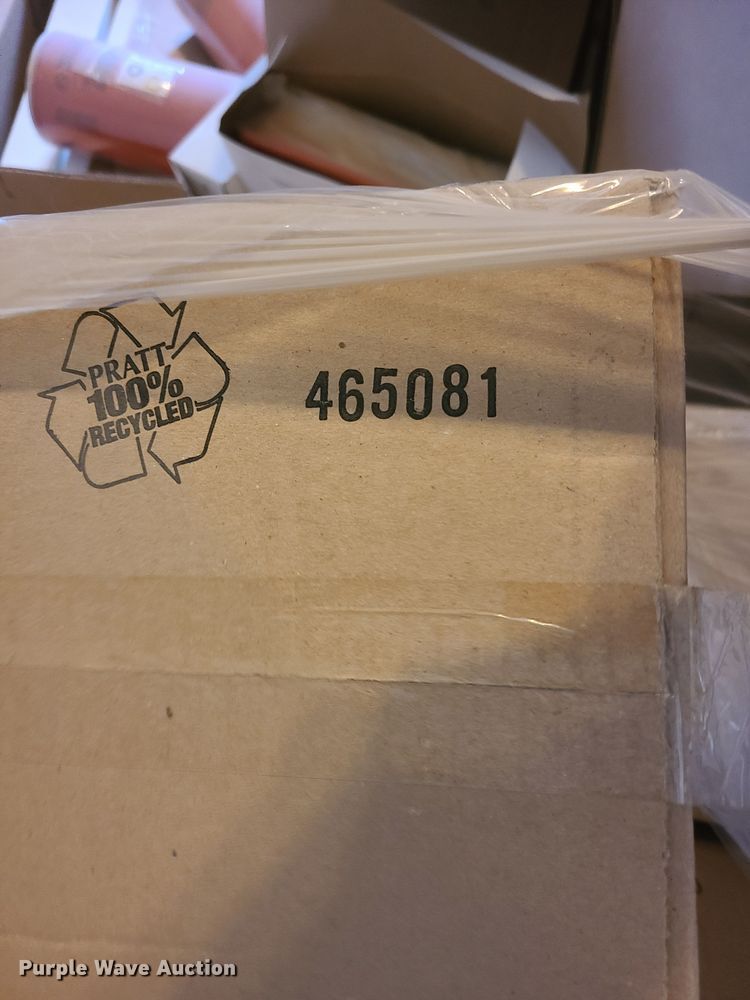 PRATT
100%
RECYCLED
465081
Purple Wave Auction